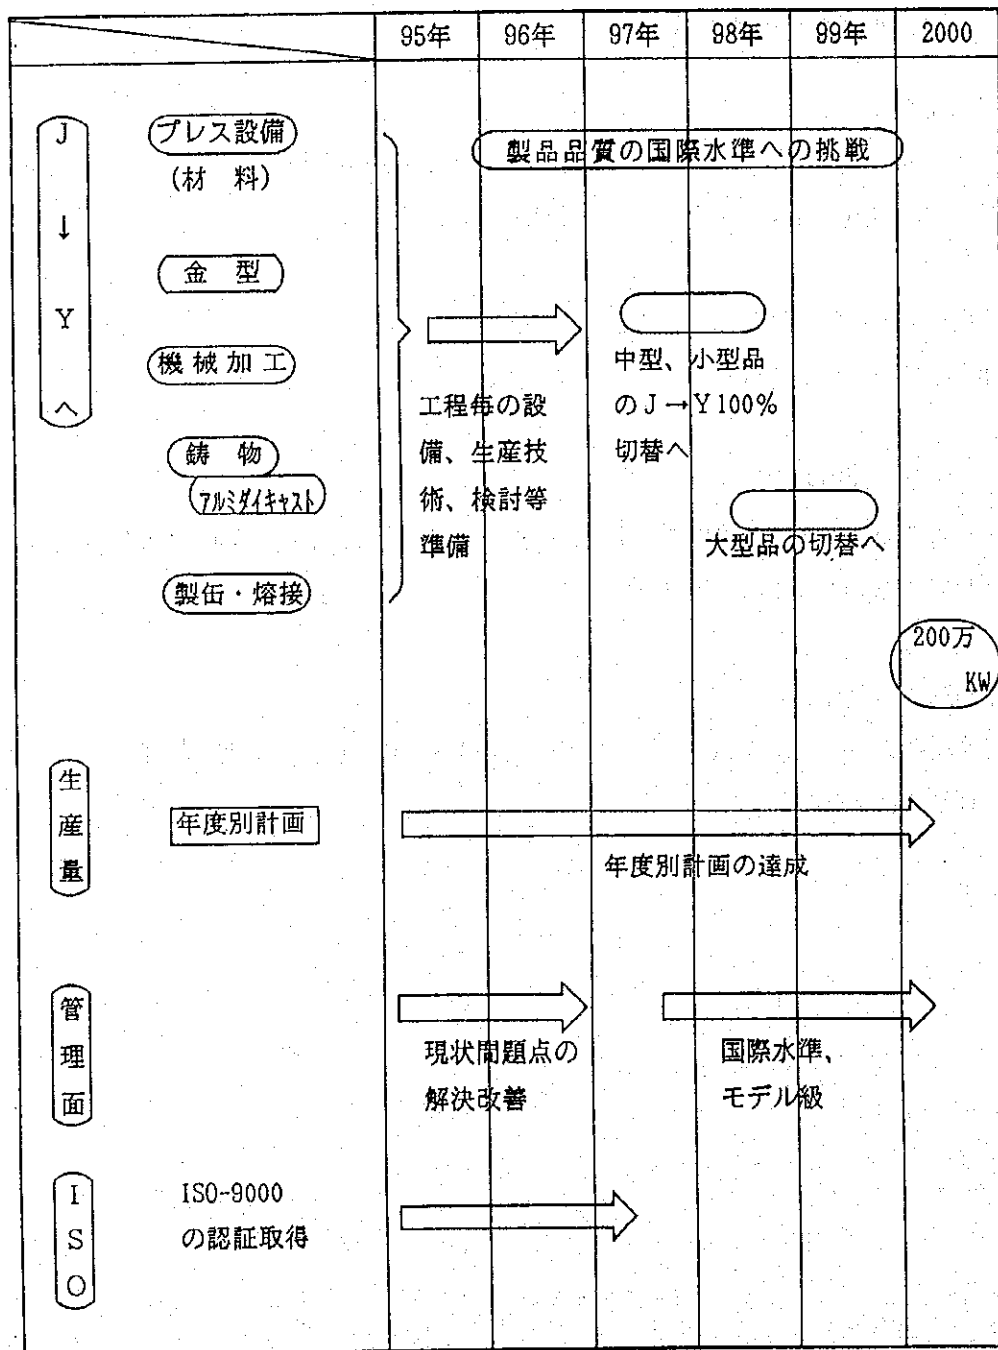 95年 96年 97年 98年 99年 2000
J
↓
Y
へ
プレス設備
(材 料)
金 型
機械加工
鋳 物
アルミダイキャスト
製缶・熔接
製品品質の国際水準への挑戦
工程毎の設
備、生産技
術、検討等
準備
中型、小型品
のJ→Y100%
切替へ
大型品の切替へ
200万
KW
生
産
量
年度別計画
年度別計画の達成
管
理
面
現状問題点の
解決改善
国際水準、
モデル級
I
S
O
ISO-9000
の認証取得